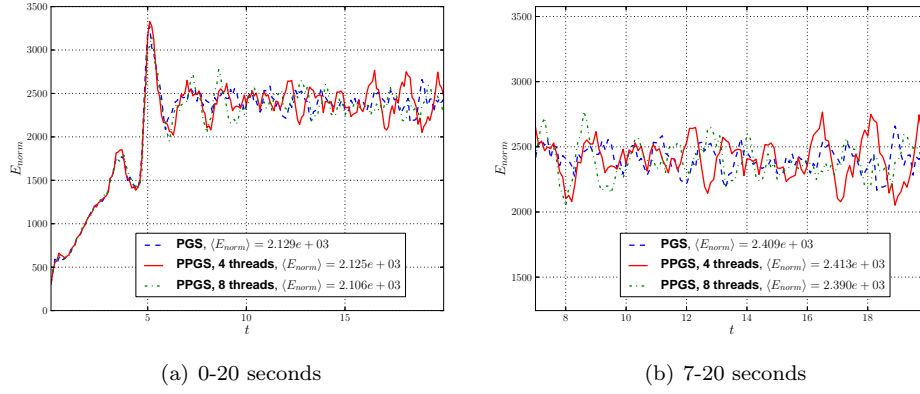 3500
3000
2500
2000
1500
1000
500
0
E_norm
5
10
15
t
PGS, ⟨E_norm⟩ = 2.129e + 03
PPGS, 4 threads, ⟨E_norm⟩ = 2.125e + 03
PPGS, 8 threads, ⟨E_norm⟩ = 2.106e + 03
(a) 0-20 seconds
3500
3000
2500
2000
1500
E_norm
8
10
12
14
16
18
t
PGS, ⟨E_norm⟩ = 2.409e + 03
PPGS, 4 threads, ⟨E_norm⟩ = 2.413e + 03
PPGS, 8 threads, ⟨E_norm⟩ = 2.390e + 03
(b) 7-20 seconds